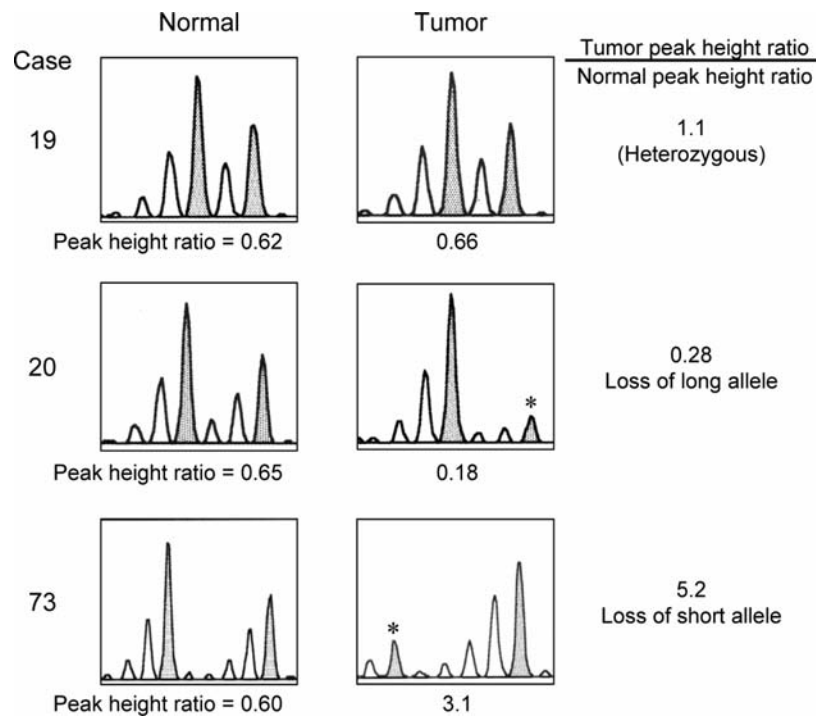 Normal
Tumor
Tumor peak height ratio
Normal peak height ratio
Case
19
1.1
(Heterozygous)
Peak height ratio = 0.62
0.66
20
*
0.28
Loss of long allele
Peak height ratio = 0.65
0.18
73
*
5.2
Loss of short allele
Peak height ratio = 0.60
3.1